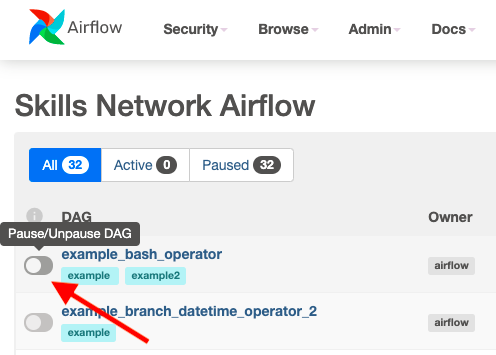 Airflow Security Browse Admin Docs
Skills Network Airflow
All 32 Active 0 Paused 32
i DAG Owner
Pause/Unpause DAG
example_bash_operator airflow
example example2
example_branch_datetime_operator_2 airflow
example